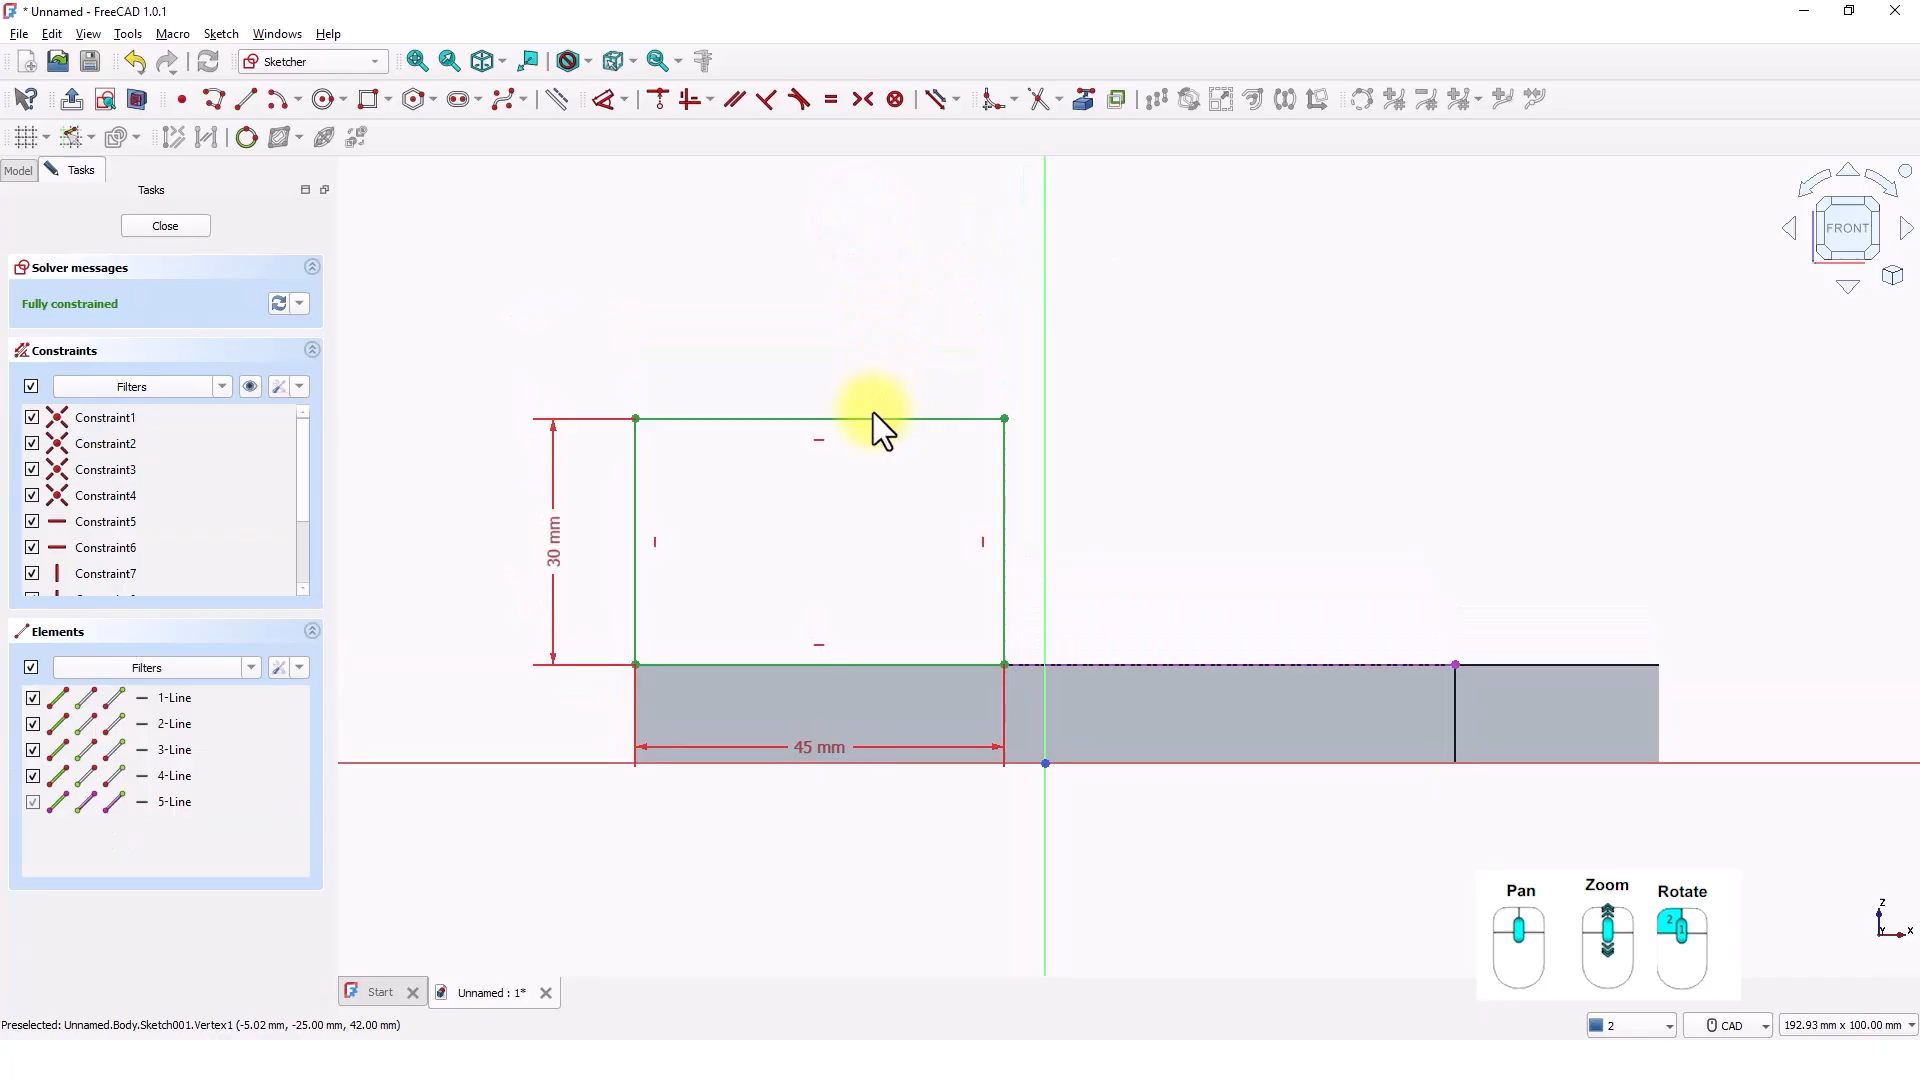 * Unnamed - FreeCAD 1.0.1
File Edit View Tools Macro Sketch Windows Help
Sketcher
Model Tasks
Tasks
Close
Solver messages
Fully constrained
Constraints
Filters
Constraint1
Constraint2
Constraint3
Constraint4
Constraint5
Constraint6
Constraint7
Elements
Filters
1-Line
2-Line
3-Line
4-Line
5-Line
30 mm
45 mm
FRONT
Pan Zoom Rotate
2 1
Z
Y X
Start Unnamed : 1*
Preselected: Unnamed.Body.Sketch001.Vertex1 (-5.02 mm, -25.00 mm, 42.00 mm)
2 CAD 192.93 mm x 100.00 mm